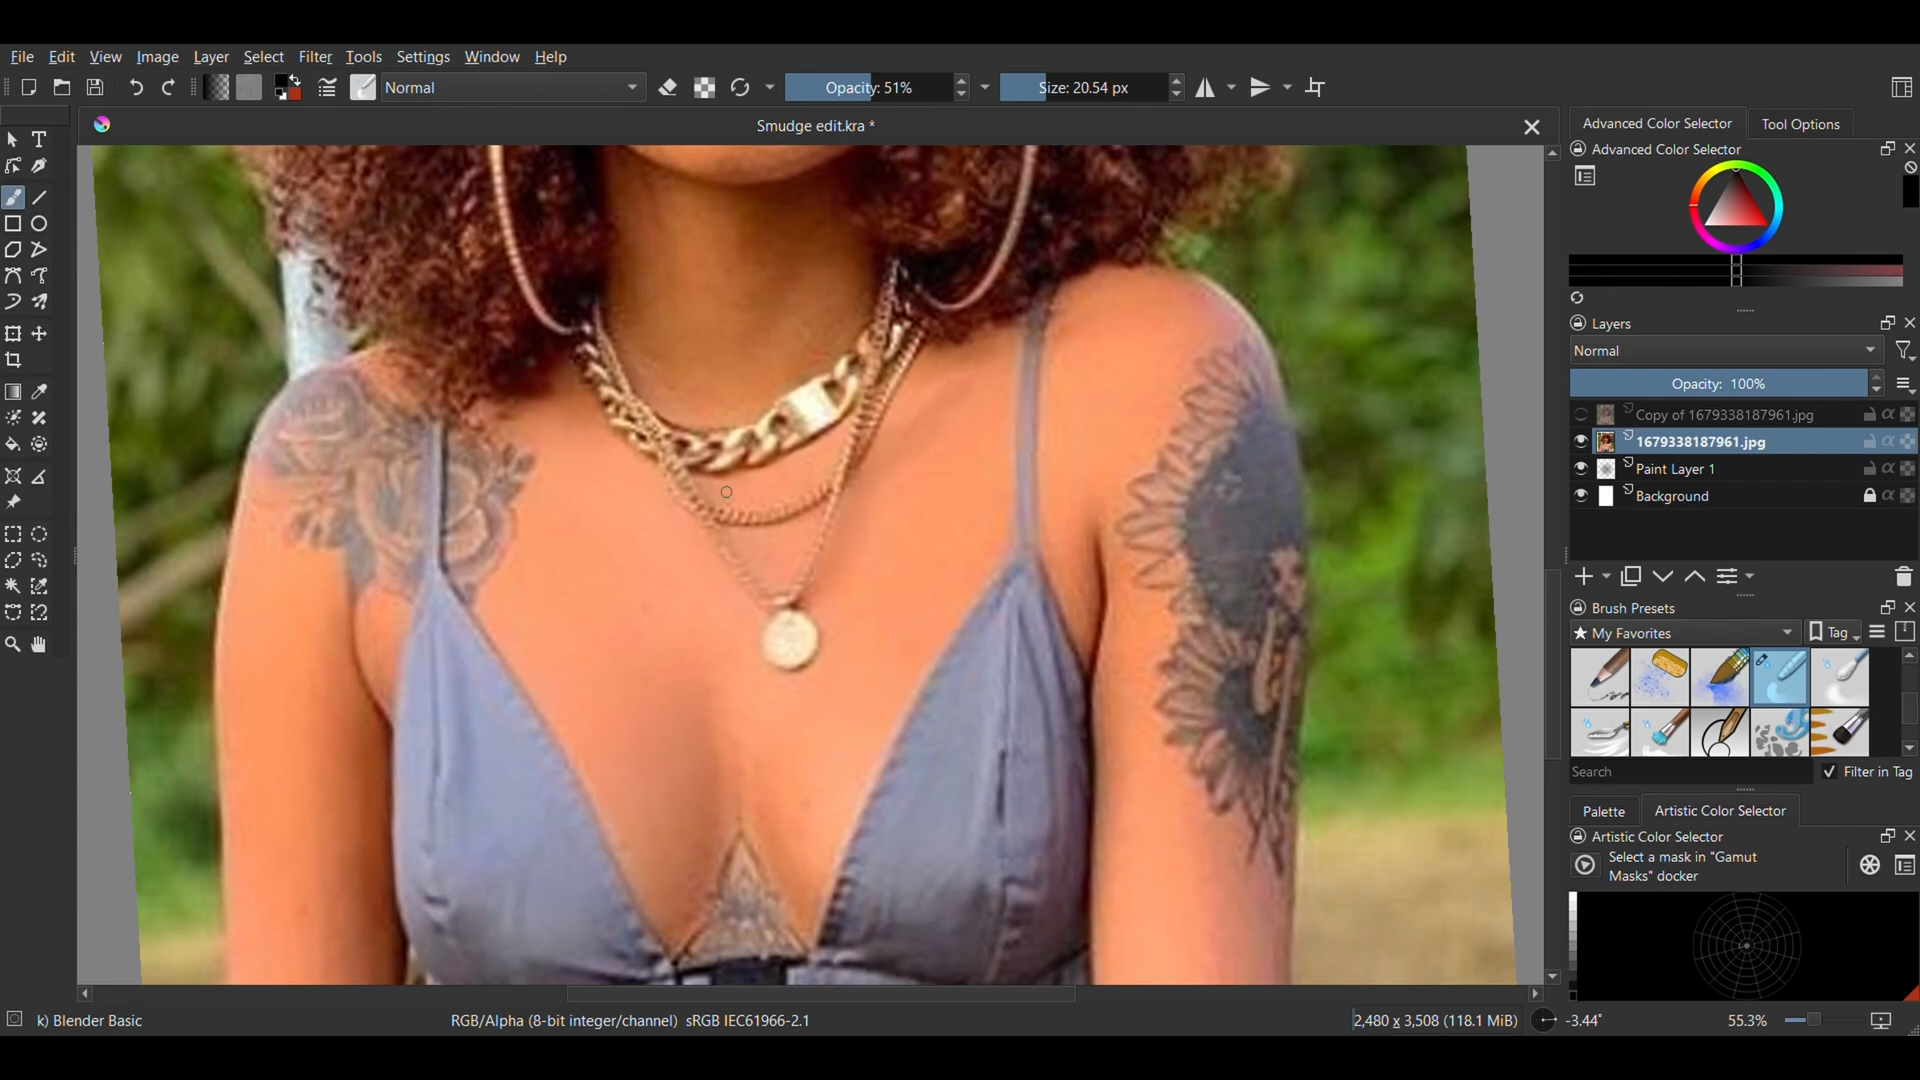 File Edit View Image Layer Select Filter Tools Settings Window Help
Normal
Opacity: 51%
Size: 20.54 px
Smudge edit.kra *
Advanced Color Selector
Tool Options
Advanced Color Selector
Layers
Normal
Opacity: 100%
Copy of 1679338187961.jpg
1679338187961.jpg
Paint Layer 1
Background
Brush Presets
My Favorites
Tag
Search
Filter in Tag
Palette
Artistic Color Selector
Artistic Color Selector
Select a mask in "Gamut
Masks" docker
k) Blender Basic
RGB/Alpha (8-bit integer/channel) sRGB IEC61966-2.1
2,480 x 3,508 (118.1 MiB)
-3.44°
55.3%